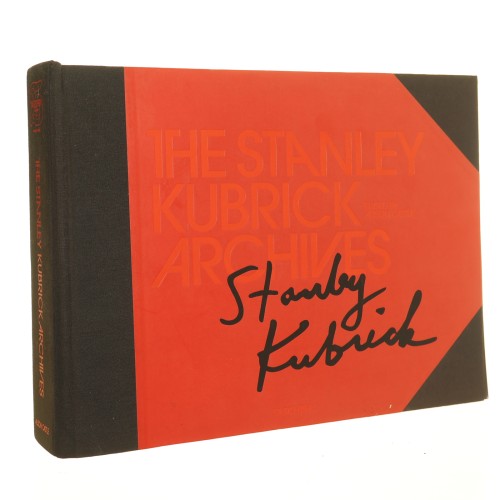 THE STANLEY KUBRICK ARCHIVES
THE STANLEY
KUBRICK
ARCHIVES
Stanley
Kubrick